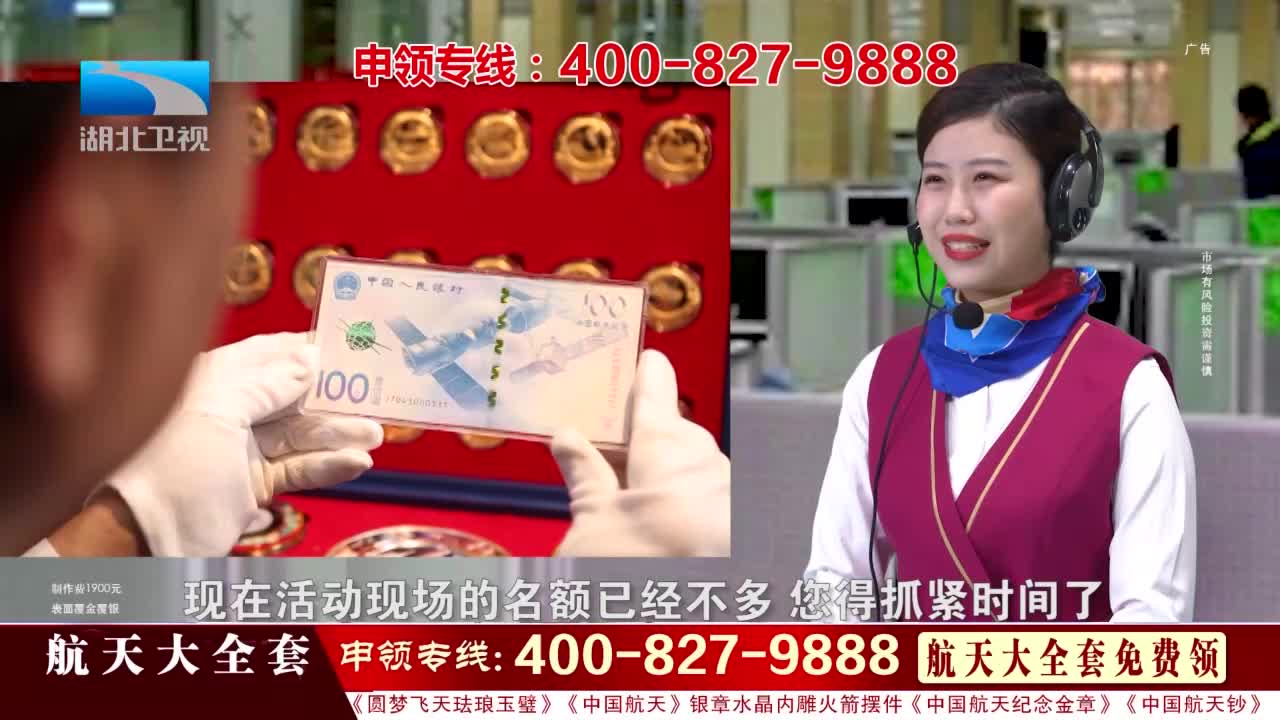 申领专线：400-827-9888
广告
湖北卫视
市场有风险投资需谨慎
中国人民银行
100
100
制作费1900元
表面覆金覆银
现在活动现场的名额已经不多 您得抓紧时间了
航天大全套
申领专线：400-827-9888
航天大全套免费领
《圆梦飞天珐琅玉璧》《中国航天》银章水晶内雕火箭摆件《中国航天纪念金章》《中国航天钞》